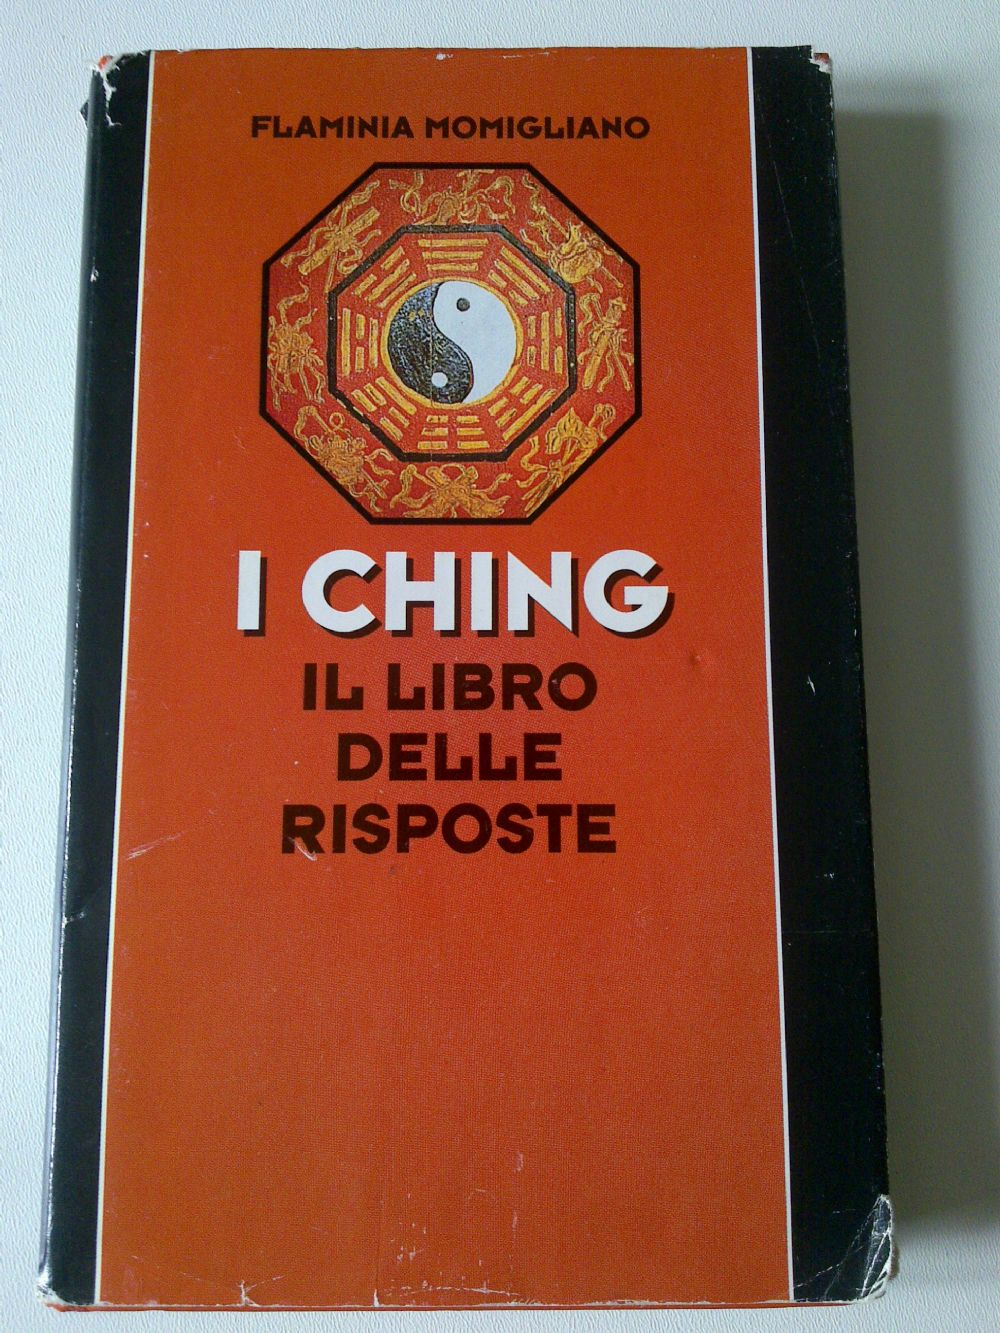 FLAMINIA MOMIGLIANO
I CHING
IL LIBRO
DELLE
RISPOSTE